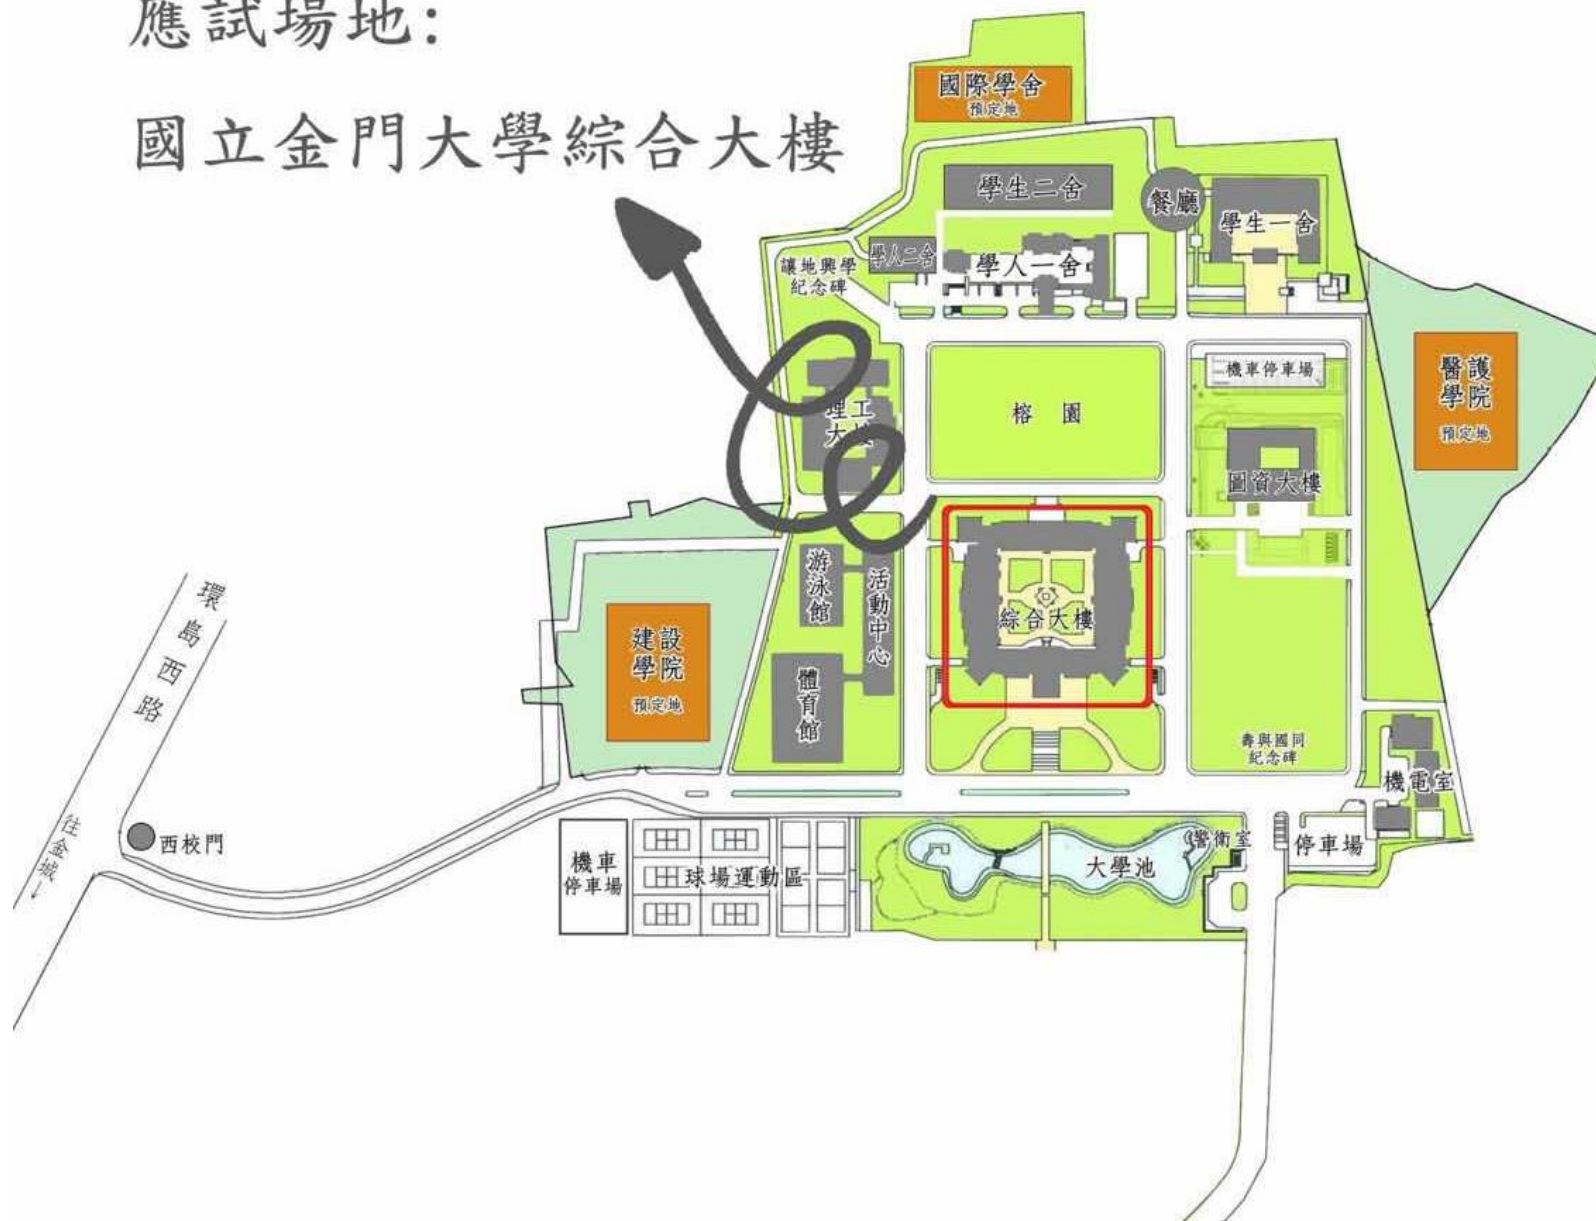 應試場地:
國立金門大學綜合大樓
國際學舍
預定地
學生二舍
餐廳
學生一舍
學人二舍
學人一舍
讓地興學
紀念碑
機車停車場
醫護
學院
預定地
理工
大樓
榕園
圖資大樓
游泳館
活動中心
綜合大樓
建設
學院
預定地
體育館
環島西路
壽與國同
紀念碑
機電室
往金城↓
西校門
機車
停車場
球場運動區
大學池
警衛室
停車場